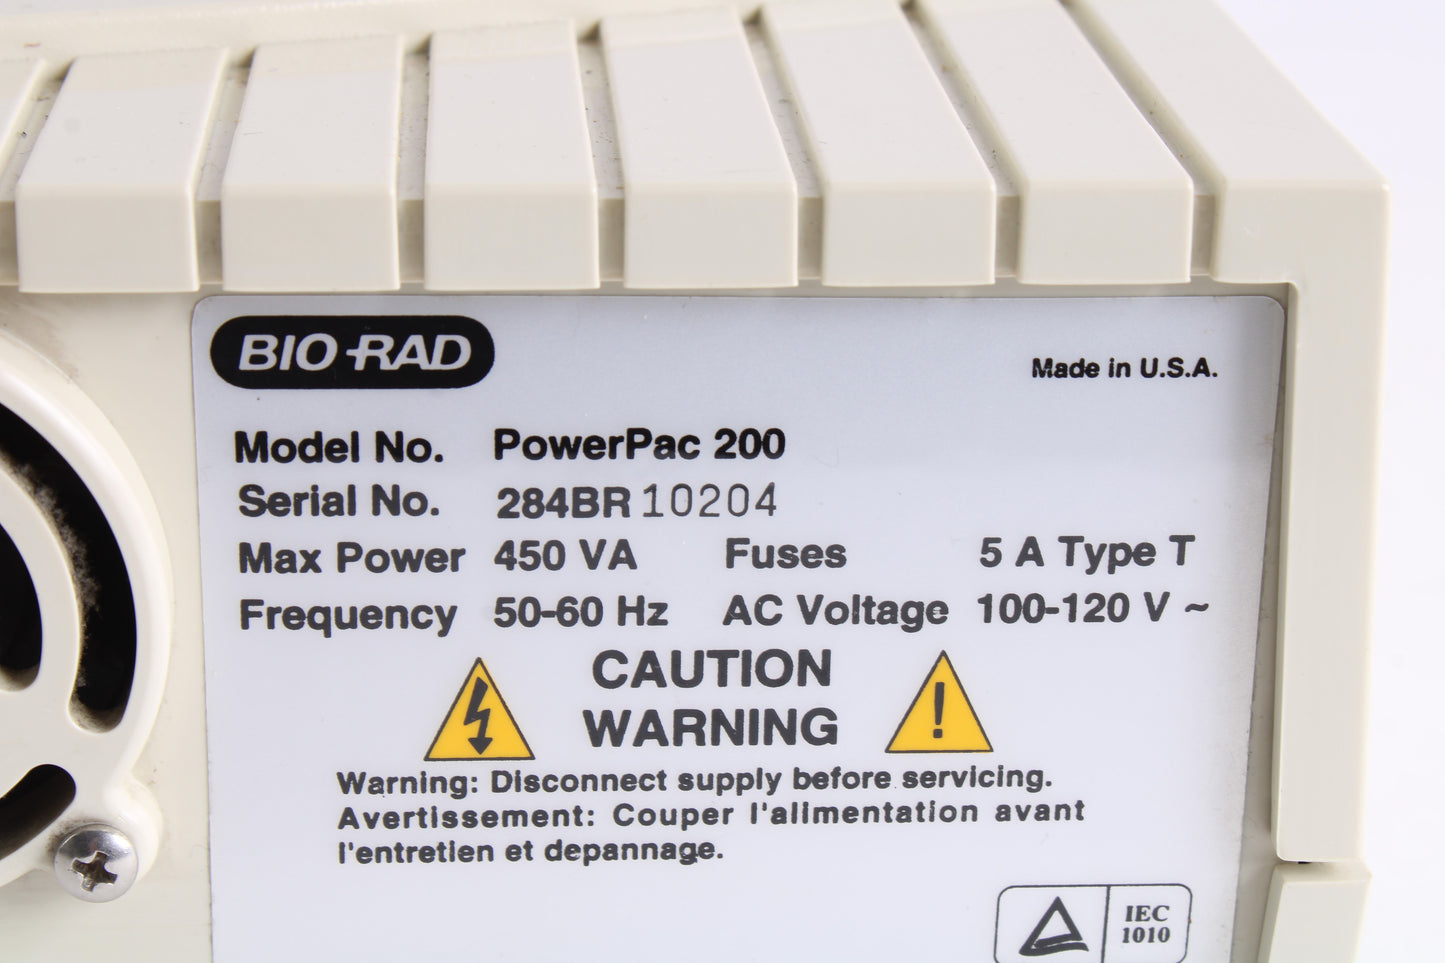 BIO-RAD
Made in U.S.A.
Model No. PowerPac 200
Serial No. 284BR 10204
Max Power 450 VA Fuses 5 A Type T
Frequency 50-60 Hz AC Voltage 100-120 V ~
CAUTION
WARNING
Warning: Disconnect supply before servicing.
Avertissement: Couper l'alimentation avant
l'entretien et depannage.
IEC
1010